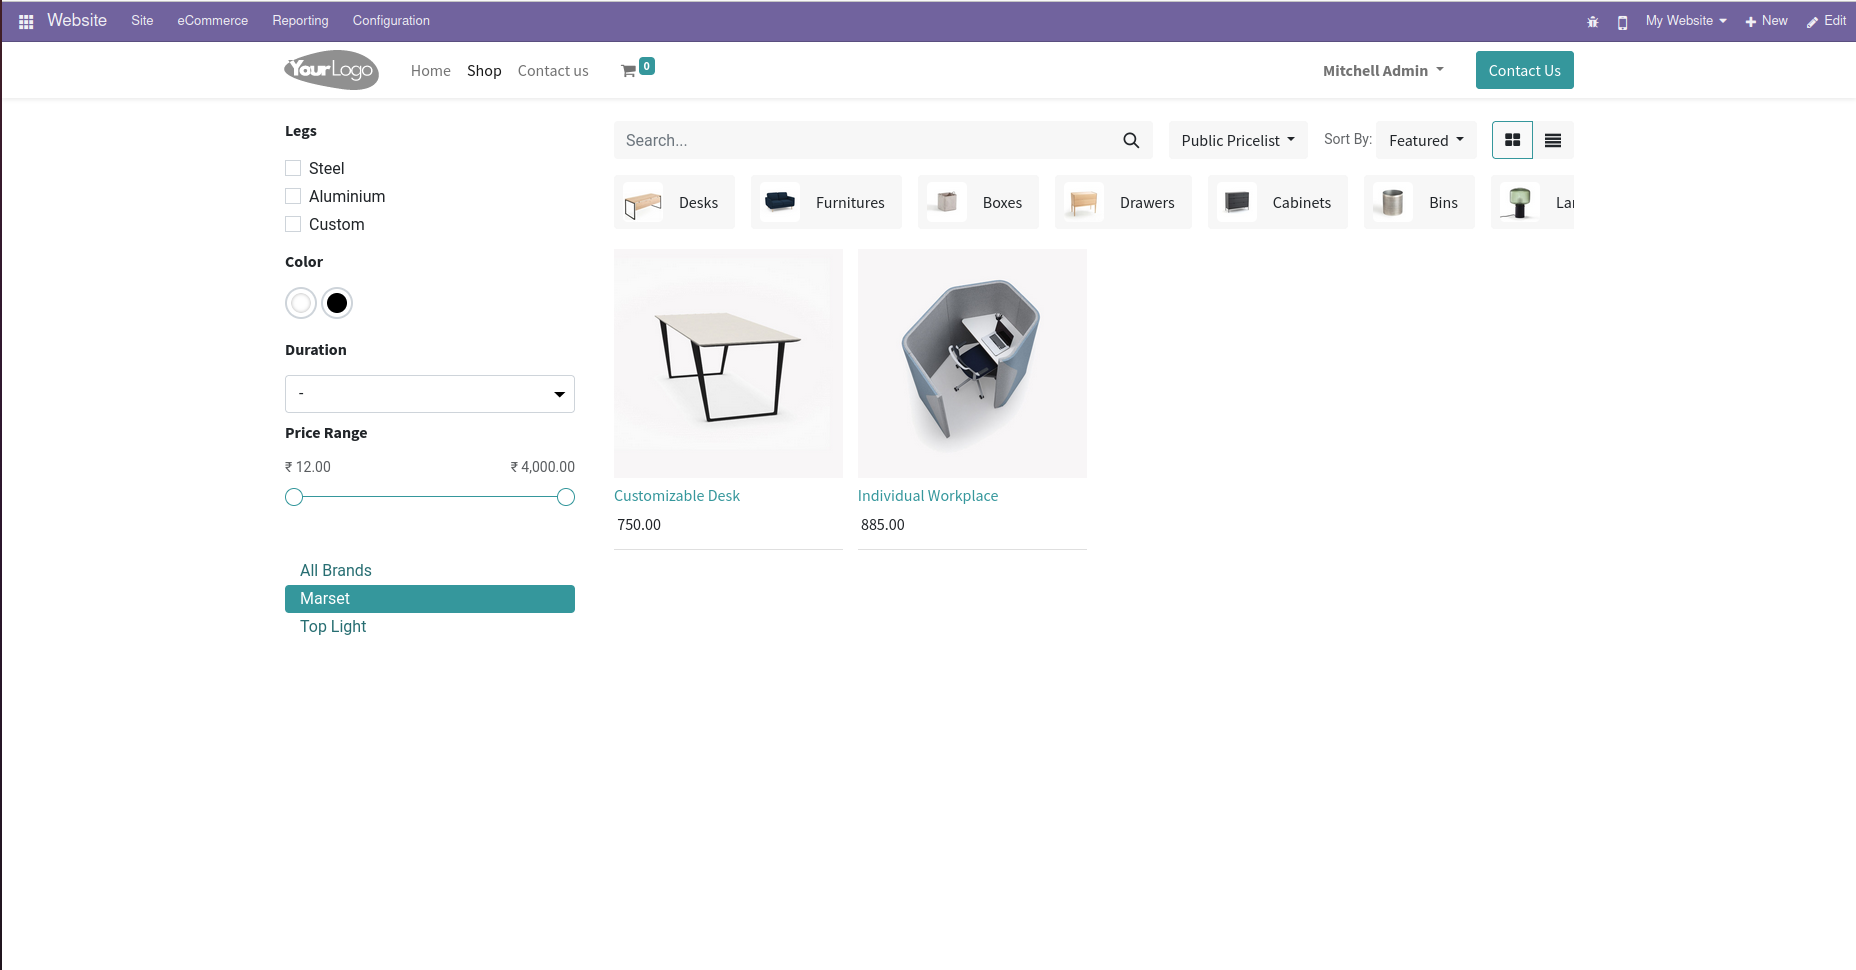 Website Site eCommerce Reporting Configuration My Website New Edit
YourLogo Home Shop Contact us 0 Mitchell Admin Contact Us
Legs
Steel
Aluminium
Custom
Color
Duration
-
Price Range
₹ 12.00 ₹ 4,000.00
All Brands
Marset
Top Light
Search... Public Pricelist Sort By: Featured
Desks Furnitures Boxes Drawers Cabinets Bins
Customizable Desk Individual Workplace
750.00 885.00